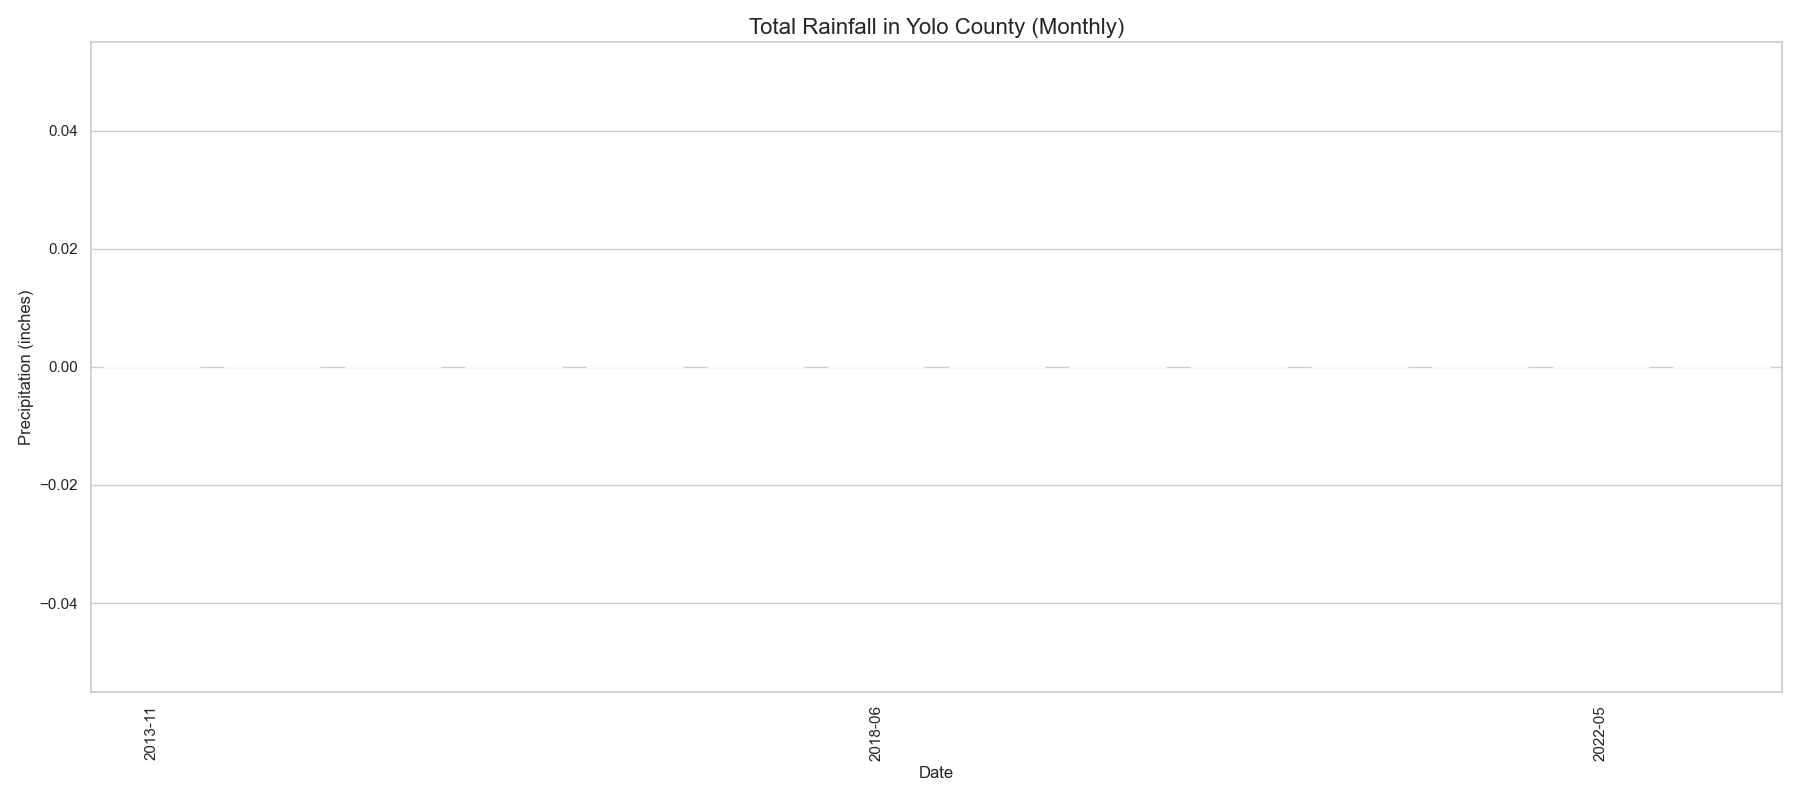 Total Rainfall in Yolo County (Monthly)
0.04
0.02
0.00
−0.02
−0.04
Precipitation (inches)
2013-11
2018-06
2022-05
Date